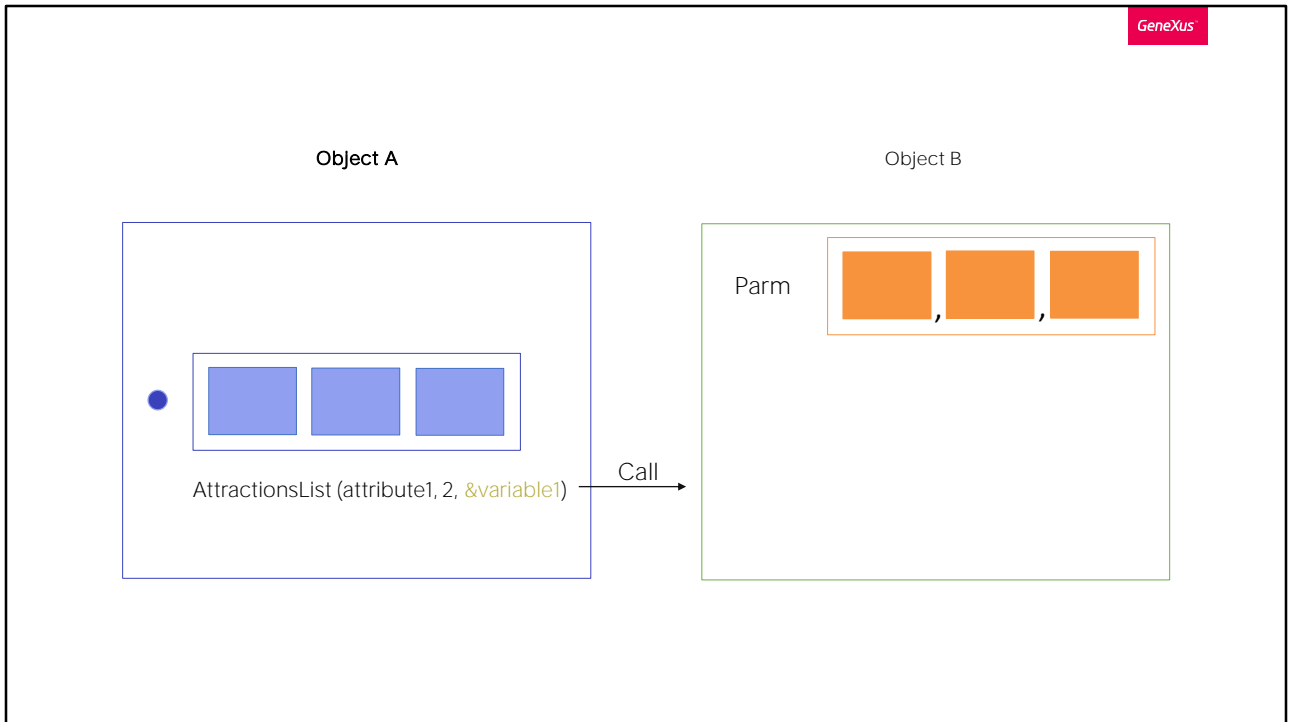 GeneXus
Object A
Object B
Parm
, ,
Call
AttractionsList (attribute1, 2, &variable1)